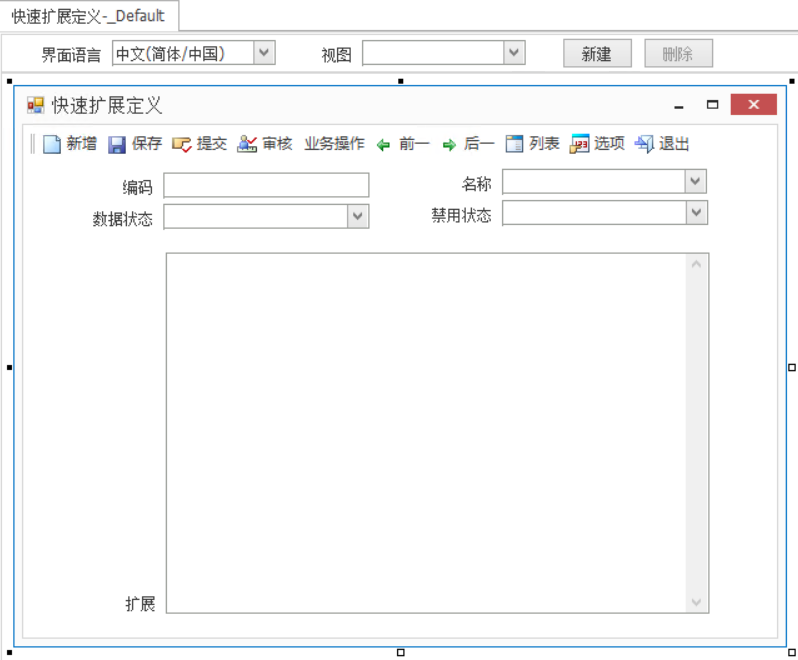 快速扩展定义-_Default
界面语言 中文(简体/中国) 视图 新建 删除
快速扩展定义
新增 保存 提交 审核 业务操作 前一 后一 列表 选项 退出
编码 名称
数据状态 禁用状态
扩展